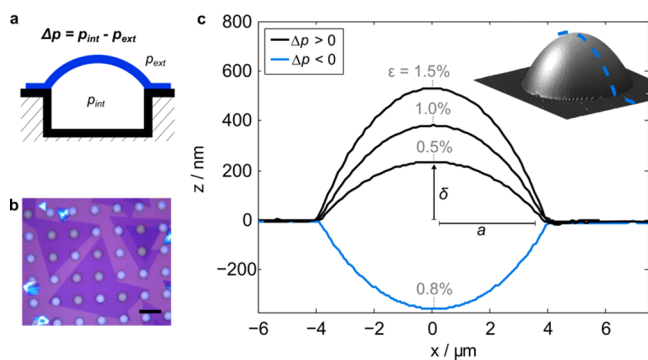 a
Δp = p_int - p_ext
p_ext
p_int
b
c
800
600
400
200
0
−200
z / nm
Δp > 0
Δp < 0
ε = 1.5%
1.0%
0.5%
δ
a
0.8%
−6 −4 −2 0 2 4 6
x / μm